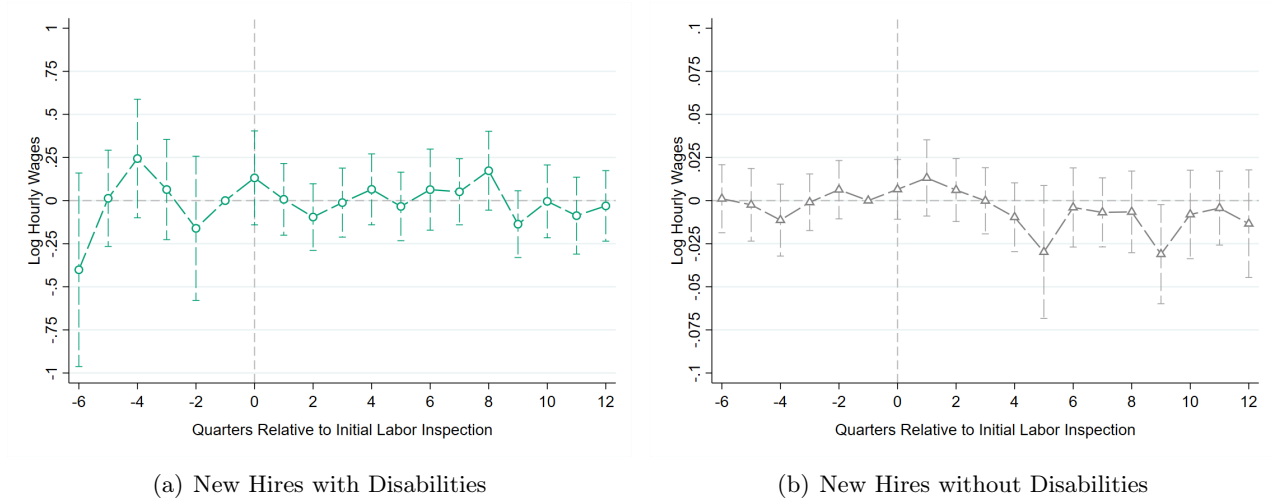 Log Hourly Wages
1
.75
.5
.25
0
-.25
-.5
-.75
-1
-6 -4 -2 0 2 4 6 8 10 12
Quarters Relative to Initial Labor Inspection
(a) New Hires with Disabilities
Log Hourly Wages
.1
.075
.05
.025
0
-.025
-.05
-.075
-.1
-6 -4 -2 0 2 4 6 8 10 12
Quarters Relative to Initial Labor Inspection
(b) New Hires without Disabilities